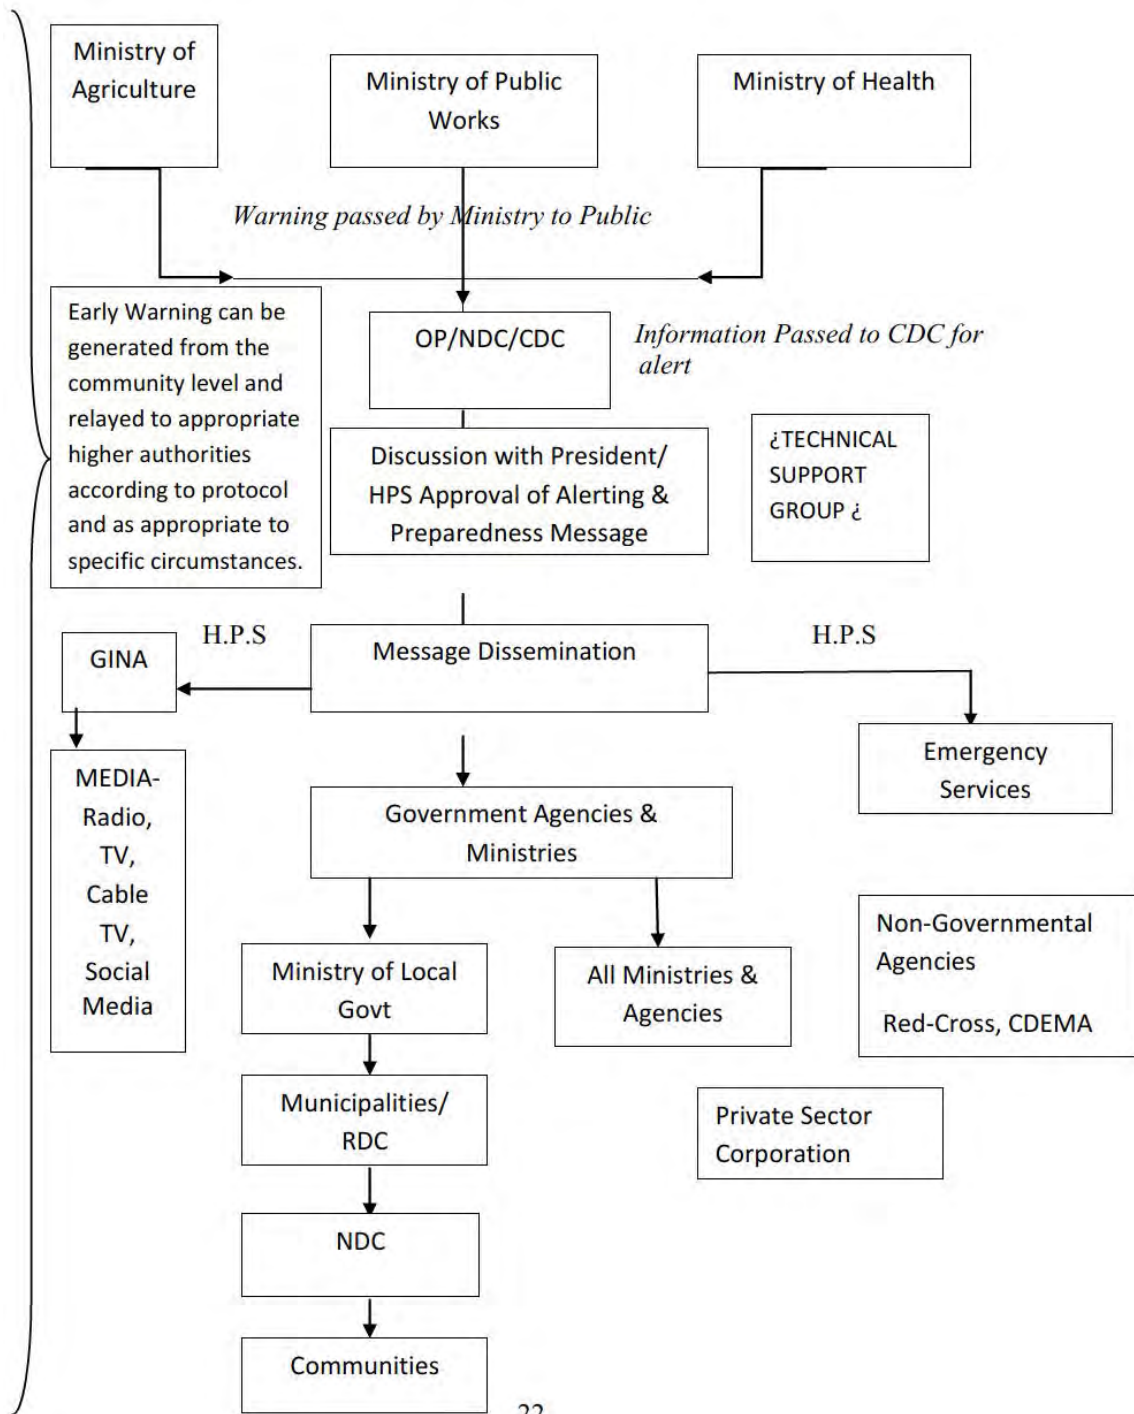 Ministry of
Agriculture
Ministry of Public
Works
Ministry of Health
Warning passed by Ministry to Public
Early Warning can be
generated from the
community level and
relayed to appropriate
higher authorities
according to protocol
and as appropriate to
specific circumstances.
OP/NDC/CDC
Information Passed to CDC for
alert
Discussion with President/
HPS Approval of Alerting &
Preparedness Message
¿TECHNICAL
SUPPORT
GROUP ¿
H.P.S
H.P.S
GINA
Message Dissemination
MEDIA-
Radio,
TV,
Cable
TV,
Social
Media
Emergency
Services
Government Agencies &
Ministries
Ministry of Local
Govt
All Ministries &
Agencies
Non-Governmental
Agencies
Red-Cross, CDEMA
Municipalities/
RDC
Private Sector
Corporation
NDC
Communities
22